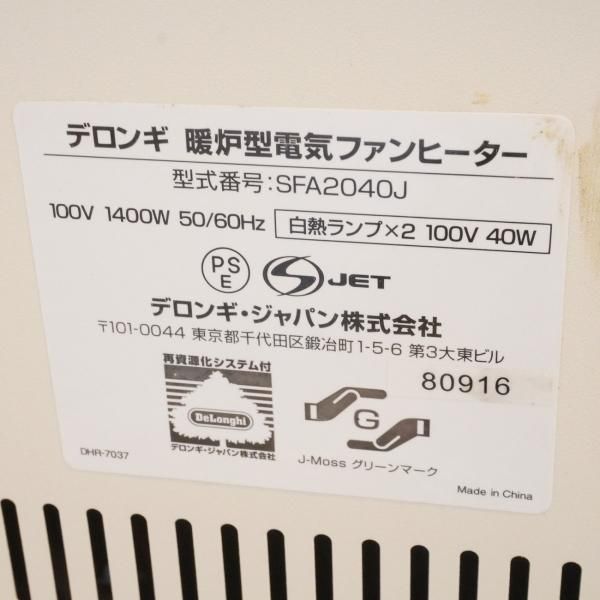 デロンギ 暖炉型電気ファンヒーター
型式番号:SFA2040J
100V 1400W 50/60Hz 白熱ランプ×2 100V 40W
PS
E
S JET
デロンギ・ジャパン株式会社
〒101-0044 東京都千代田区鍛冶町1-5-6 第3大東ビル
80916
再資源化システム付
DeLonghi
デロンギ・ジャパン株式会社
G
J-Moss グリーンマーク
DHR-7037
Made in China